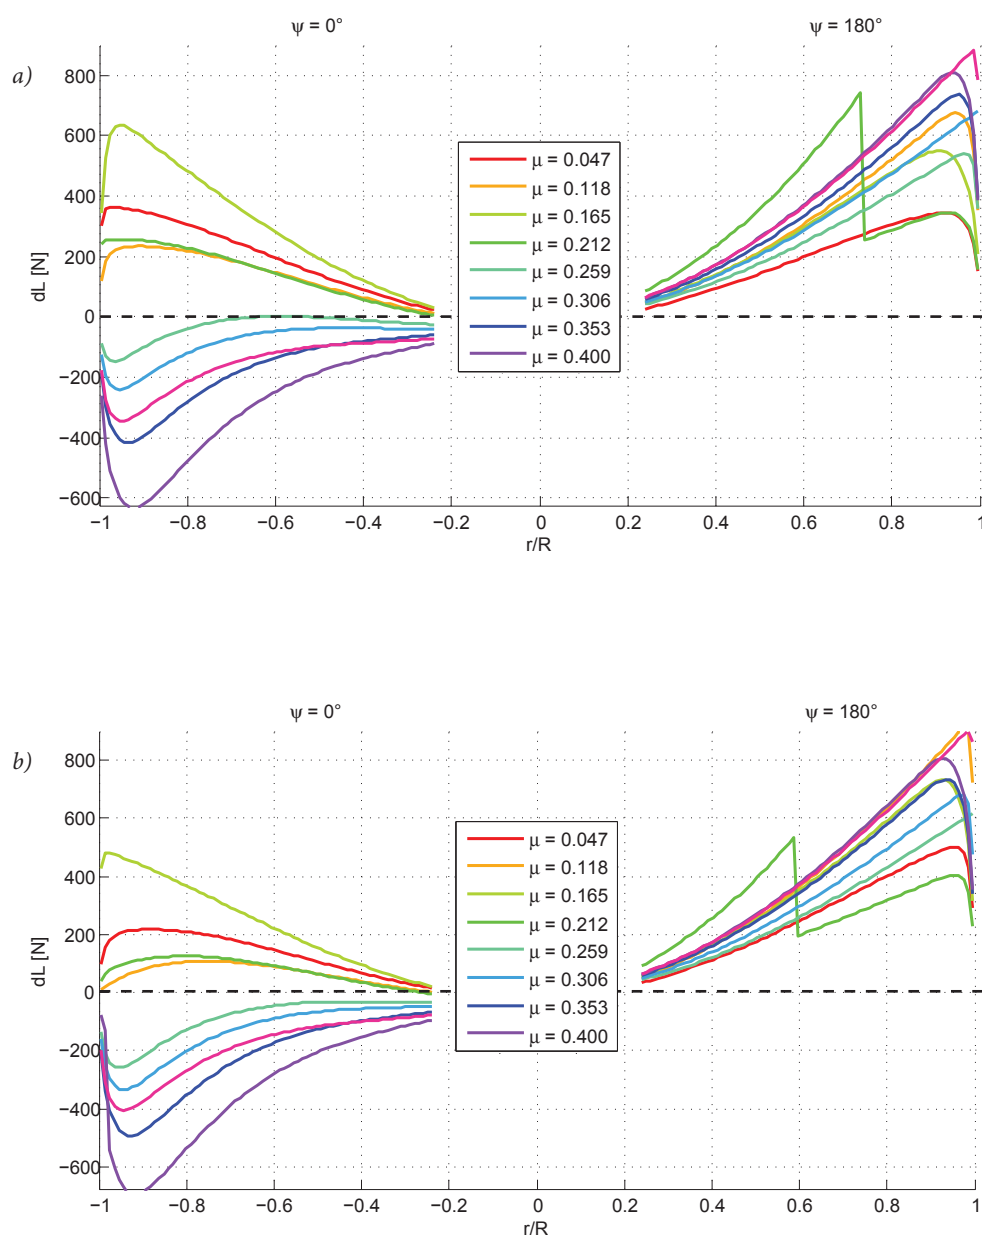 ψ = 0° ψ = 180°
a)
800
600
400
200
0
−200
−400
−600
dL [N]
μ = 0.047
μ = 0.118
μ = 0.165
μ = 0.212
μ = 0.259
μ = 0.306
μ = 0.353
μ = 0.400
−1 −0.8 −0.6 −0.4 −0.2 0 0.2 0.4 0.6 0.8 1
r/R
ψ = 0° ψ = 180°
b)
800
600
400
200
0
−200
−400
−600
dL [N]
μ = 0.047
μ = 0.118
μ = 0.165
μ = 0.212
μ = 0.259
μ = 0.306
μ = 0.353
μ = 0.400
−1 −0.8 −0.6 −0.4 −0.2 0 0.2 0.4 0.6 0.8 1
r/R